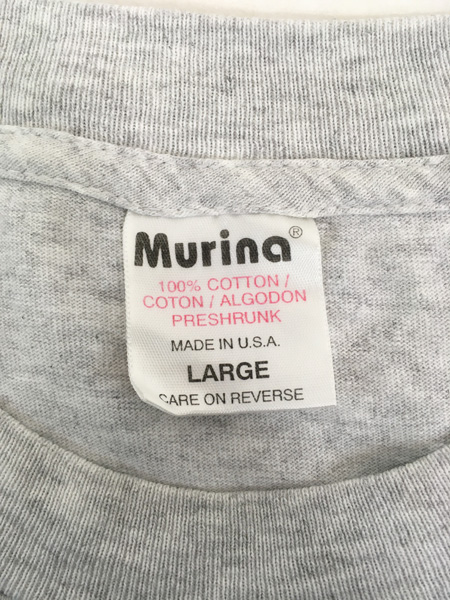 Murina®
100% COTTON /
COTON / ALGODON
PRESHRUNK
MADE IN U.S.A.
LARGE
CARE ON REVERSE